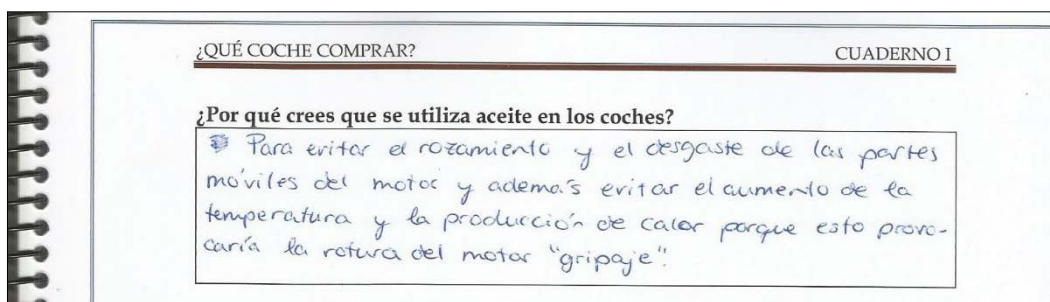 ¿QUÉ COCHE COMPRAR? CUADERNO I
¿Por qué crees que se utiliza aceite en los coches?
Para evitar el rozamiento y el desgaste de las partes
móviles del motor y además evitar el aumento de la
temperatura y la producción de calor porque esto provo-
caría la rotura del motor "gripaje".